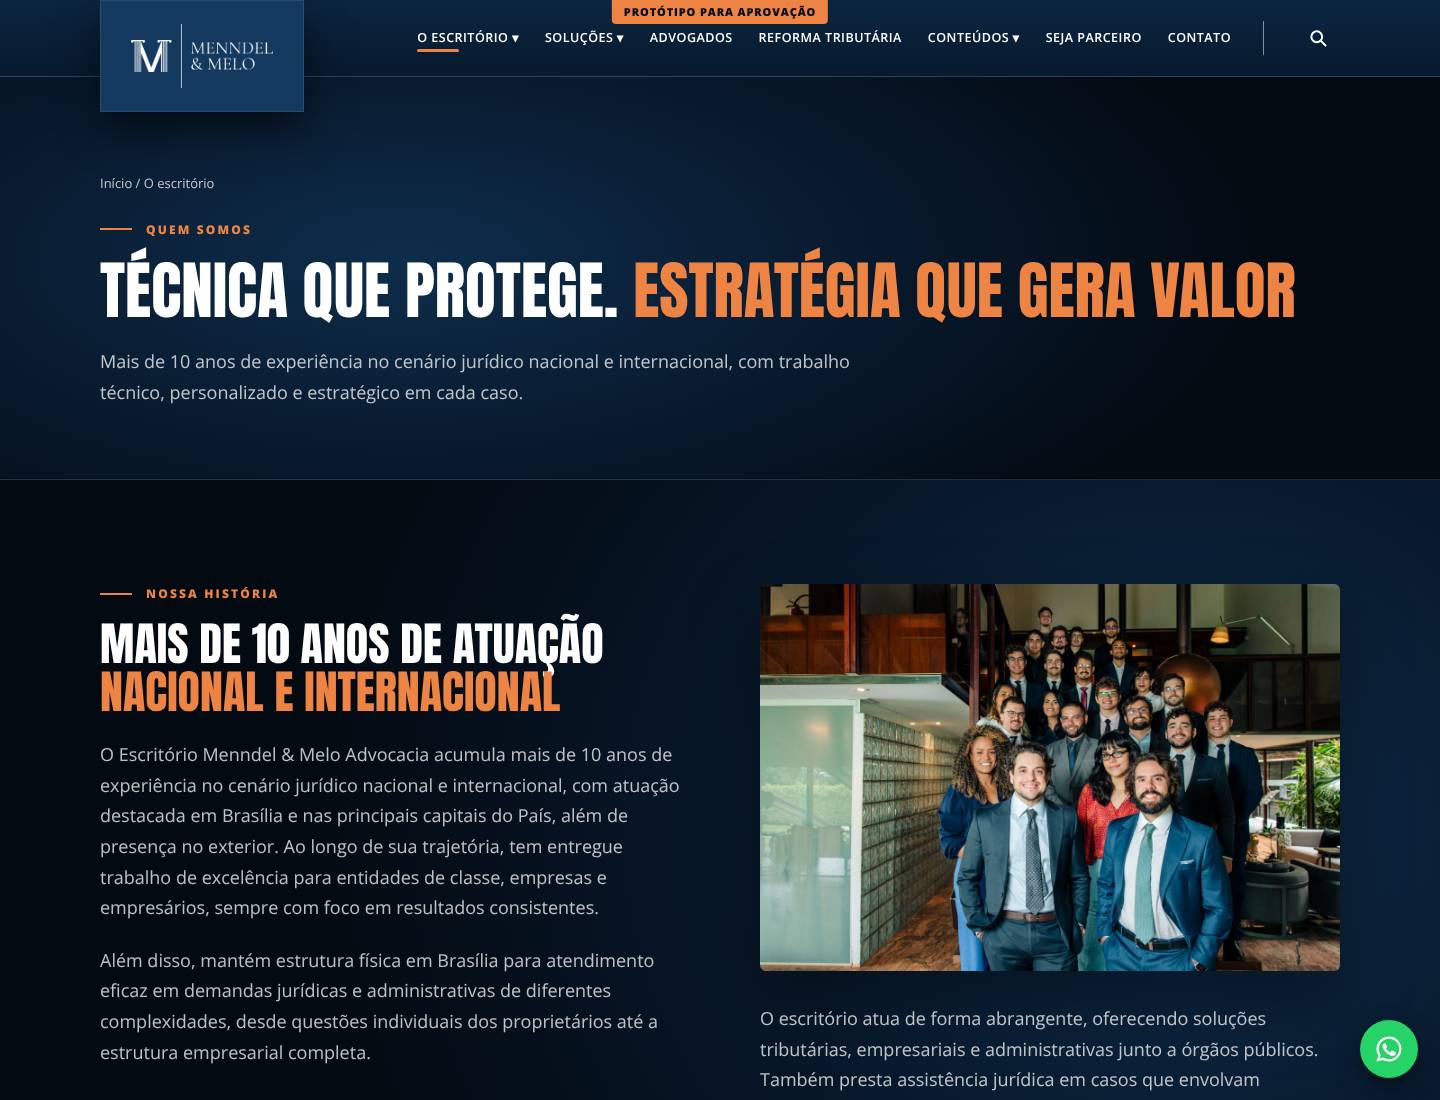 PROTÓTIPO PARA APROVAÇÃO
M MENNDEL
& MELO
O ESCRITÓRIO ▾ SOLUÇÕES ▾ ADVOGADOS REFORMA TRIBUTÁRIA CONTEÚDOS ▾ SEJA PARCEIRO CONTATO
Início / O escritório
QUEM SOMOS
TÉCNICA QUE PROTEGE. ESTRATÉGIA QUE GERA VALOR
Mais de 10 anos de experiência no cenário jurídico nacional e internacional, com trabalho
técnico, personalizado e estratégico em cada caso.
NOSSA HISTÓRIA
MAIS DE 10 ANOS DE ATUAÇÃO
NACIONAL E INTERNACIONAL
O Escritório Menndel & Melo Advocacia acumula mais de 10 anos de
experiência no cenário jurídico nacional e internacional, com atuação
destacada em Brasília e nas principais capitais do País, além de
presença no exterior. Ao longo de sua trajetória, tem entregue
trabalho de excelência para entidades de classe, empresas e
empresários, sempre com foco em resultados consistentes.
Além disso, mantém estrutura física em Brasília para atendimento
eficaz em demandas jurídicas e administrativas de diferentes
complexidades, desde questões individuais dos proprietários até a
estrutura empresarial completa.
O escritório atua de forma abrangente, oferecendo soluções
tributárias, empresariais e administrativas junto a órgãos públicos.
Também presta assistência jurídica em casos que envolvam